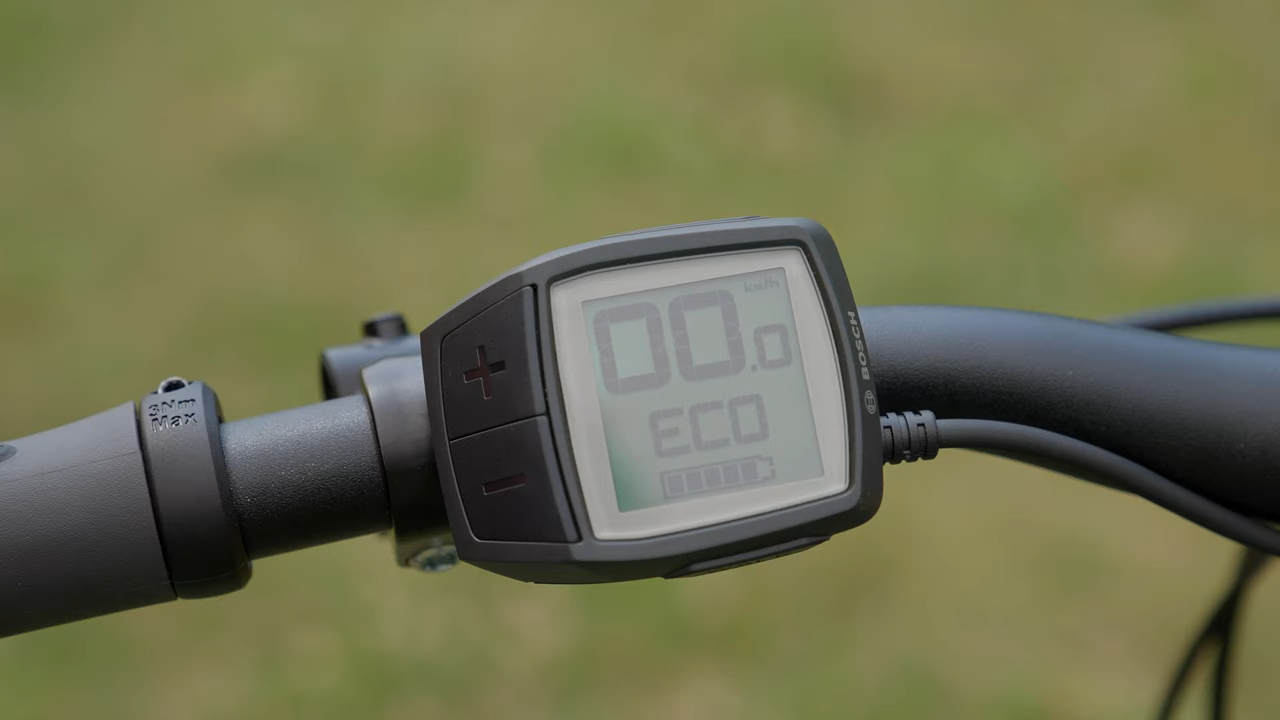 km/h
00.0
ECO
BOSCH
3Nm
Max
+
-